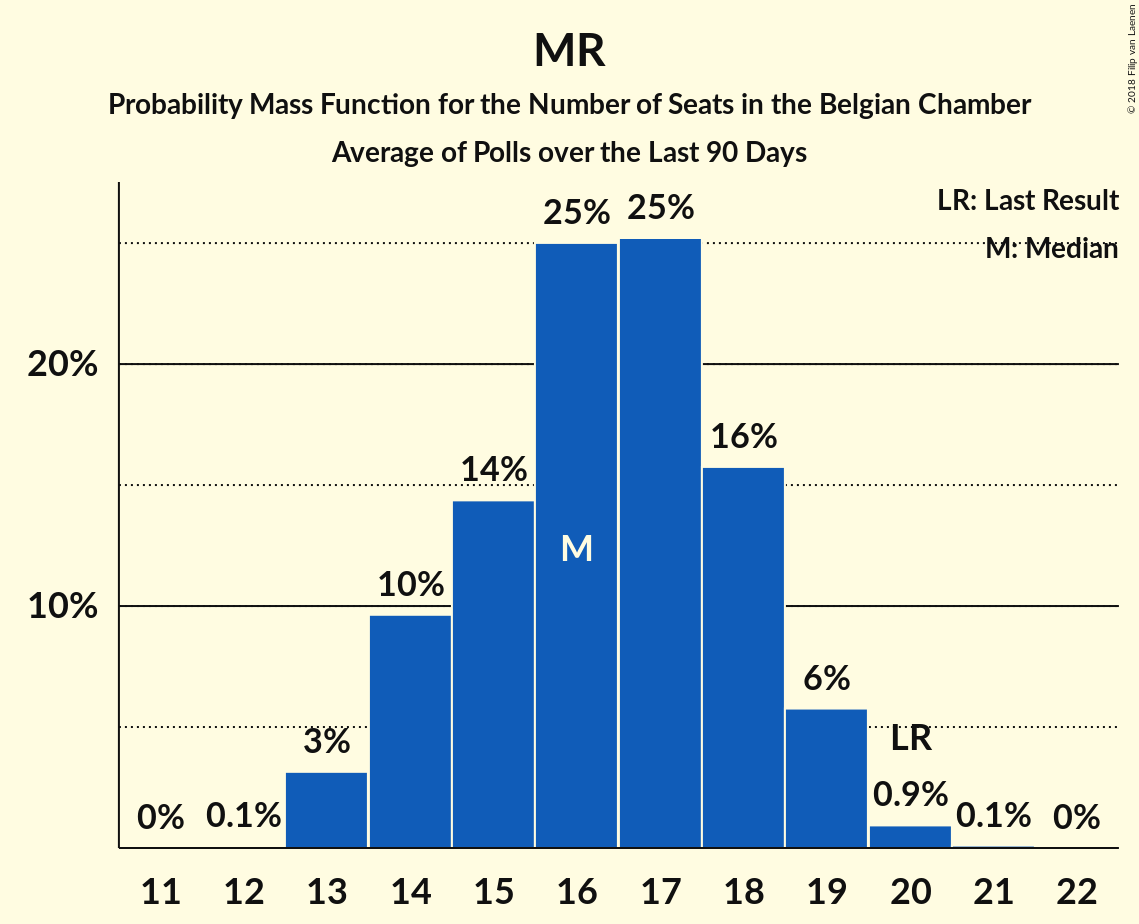 MR
Probability Mass Function for the Number of Seats in the Belgian Chamber
Average of Polls over the Last 90 Days
© 2018 Filip van Laenen
LR: Last Result
M: Median
25% 25%
20%
16%
14%
M
10%
10%
6%
3%
LR
0% 0.1% 0.9% 0.1% 0%
11 12 13 14 15 16 17 18 19 20 21 22